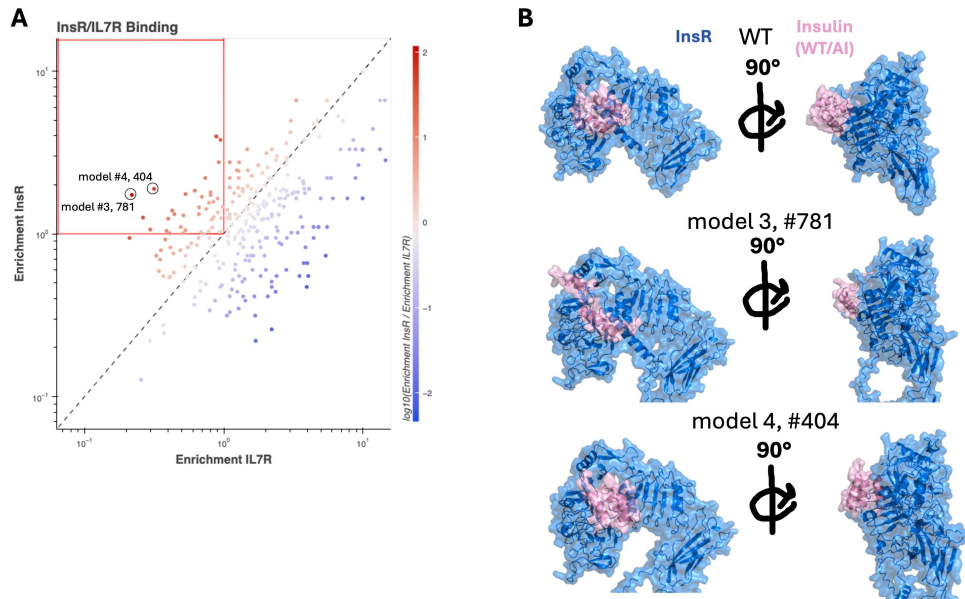 A
InsR/IL7R Binding
Enrichment InsR
10¹
10⁰
10⁻¹
model #4, 404
model #3, 781
10⁻¹
10⁰
10¹
Enrichment IL7R
2
1
0
−1
−2
log10(Enrichment InsR / Enrichment IL7R)
B
InsR
WT
Insulin
(WT/AI)
90°
model 3, #781
90°
model 4, #404
90°